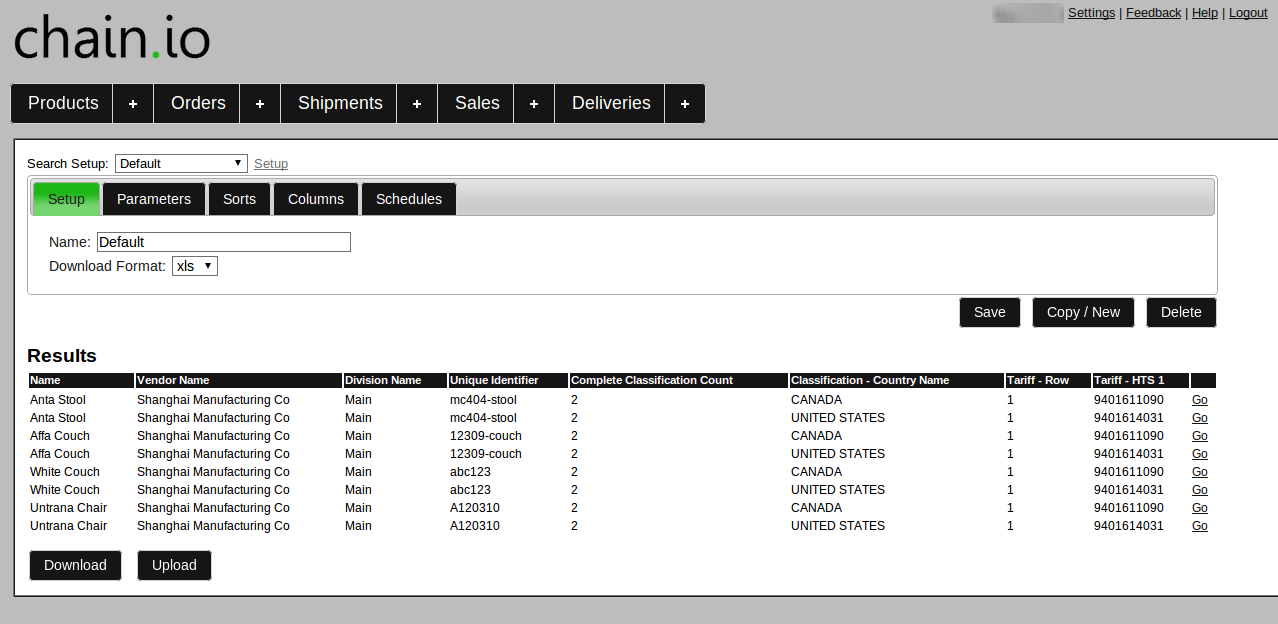 Settings | Feedback | Help | Logout
chain.io
Products + Orders + Shipments + Sales + Deliveries +
Search Setup: Default Setup
Setup Parameters Sorts Columns Schedules
Name: Default
Download Format: xls
Save Copy / New Delete
Results
Name Vendor Name Division Name Unique Identifier Complete Classification Count Classification - Country Name Tariff - Row Tariff - HTS 1
Anta Stool Shanghai Manufacturing Co Main mc404-stool 2 CANADA 1 9401611090 Go
Anta Stool Shanghai Manufacturing Co Main mc404-stool 2 UNITED STATES 1 9401614031 Go
Affa Couch Shanghai Manufacturing Co Main 12309-couch 2 CANADA 1 9401611090 Go
Affa Couch Shanghai Manufacturing Co Main 12309-couch 2 UNITED STATES 1 9401614031 Go
White Couch Shanghai Manufacturing Co Main abc123 2 CANADA 1 9401611090 Go
White Couch Shanghai Manufacturing Co Main abc123 2 UNITED STATES 1 9401614031 Go
Untrana Chair Shanghai Manufacturing Co Main A120310 2 CANADA 1 9401611090 Go
Untrana Chair Shanghai Manufacturing Co Main A120310 2 UNITED STATES 1 9401614031 Go
Download Upload